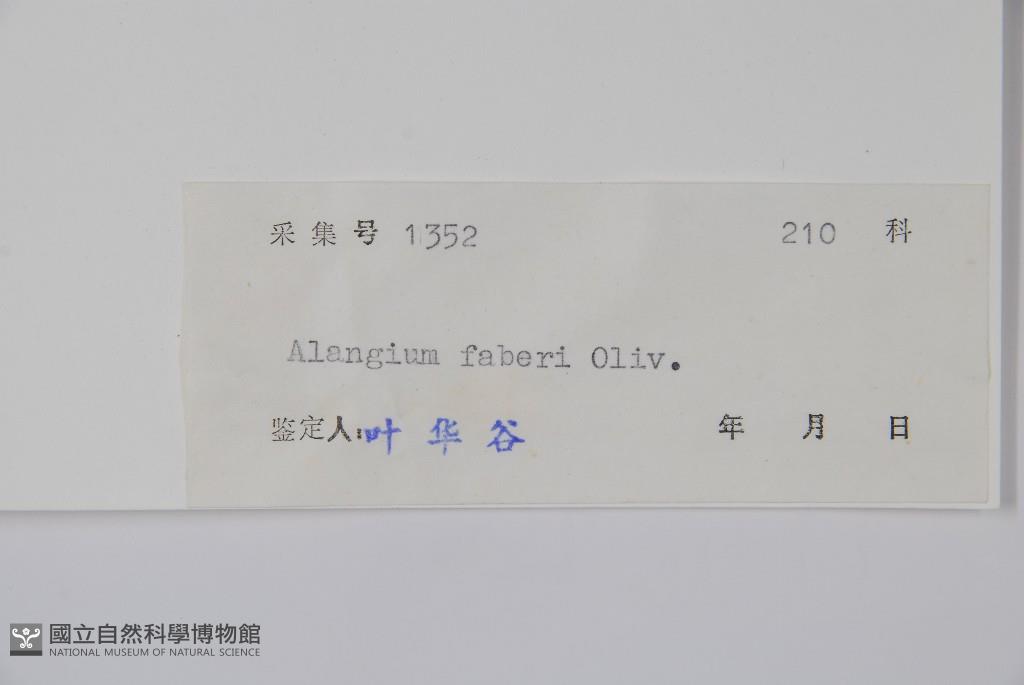 采集号 1352 210 科
Alangium faberi Oliv.
鉴定人:叶华谷 年 月 日
國立自然科學博物館
NATIONAL MUSEUM OF NATURAL SCIENCE